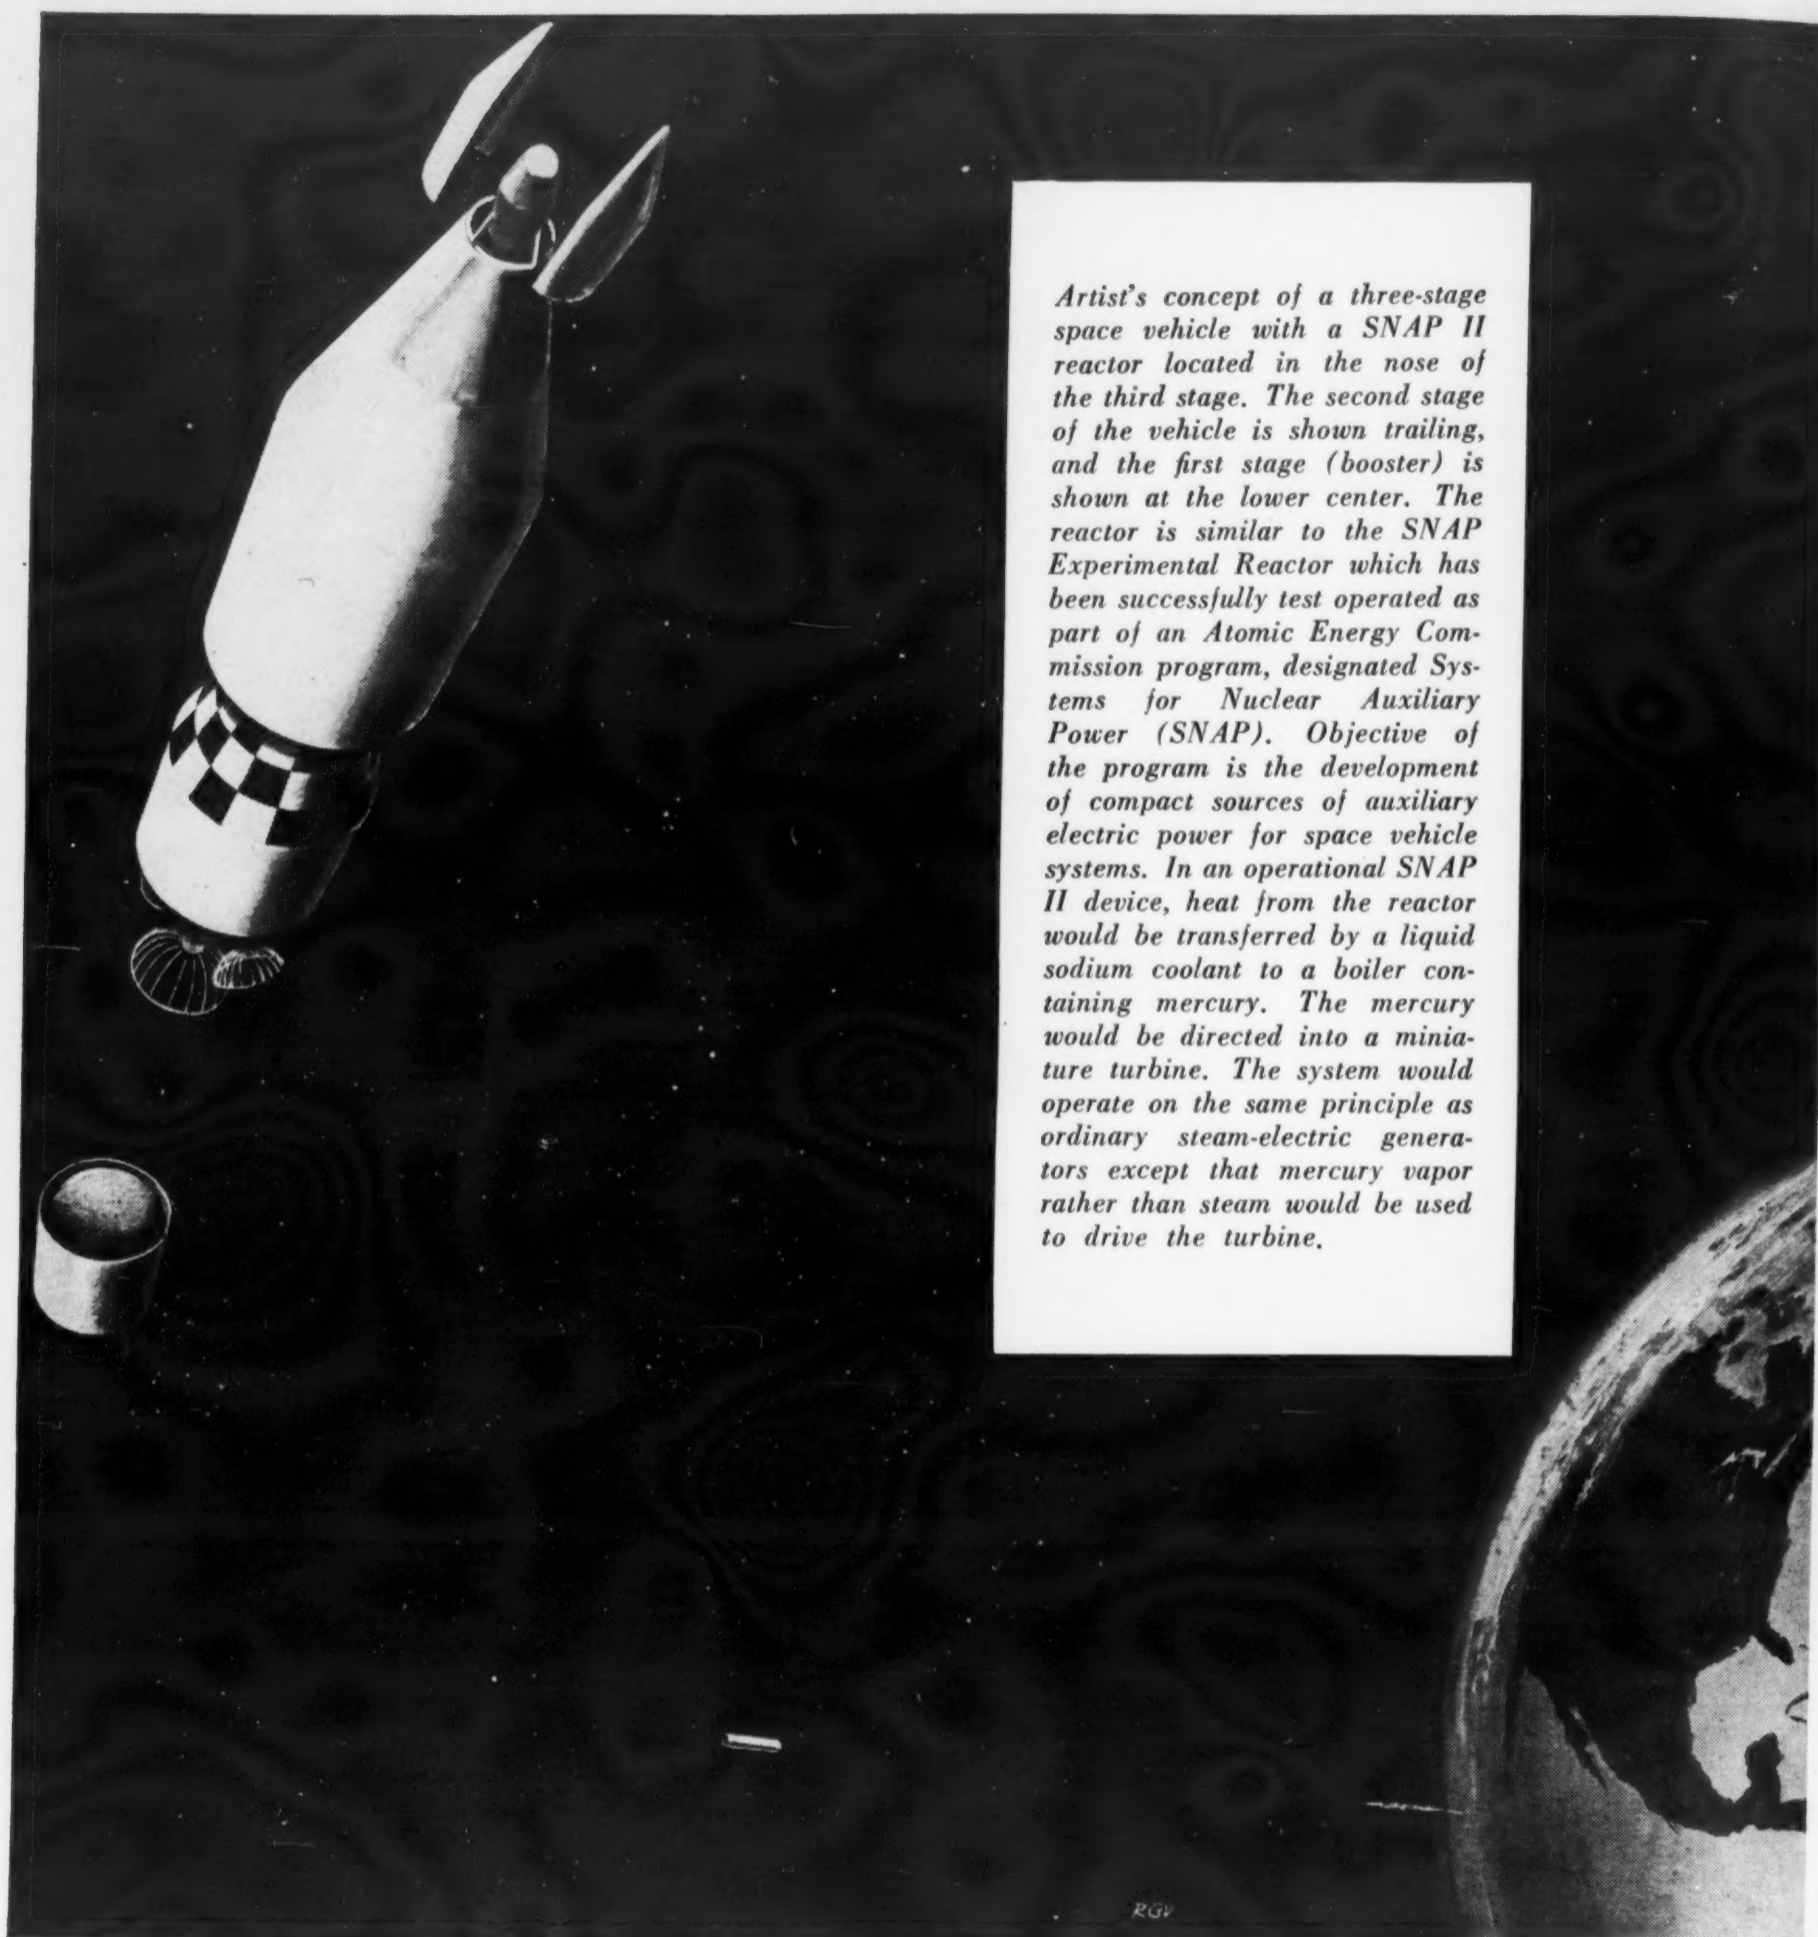 Artist's concept of a three-stage
space vehicle with a SNAP II
reactor located in the nose of
the third stage. The second stage
of the vehicle is shown trailing,
and the first stage (booster) is
shown at the lower center. The
reactor is similar to the SNAP
Experimental Reactor which has
been successfully test operated as
part of an Atomic Energy Com-
mission program, designated Sys-
tems for Nuclear Auxiliary
Power (SNAP). Objective of
the program is the development
of compact sources of auxiliary
electric power for space vehicle
systems. In an operational SNAP
II device, heat from the reactor
would be transferred by a liquid
sodium coolant to a boiler con-
taining mercury. The mercury
would be directed into a minia-
ture turbine. The system would
operate on the same principle as
ordinary steam-electric genera-
tors except that mercury vapor
rather than steam would be used
to drive the turbine.
RGV